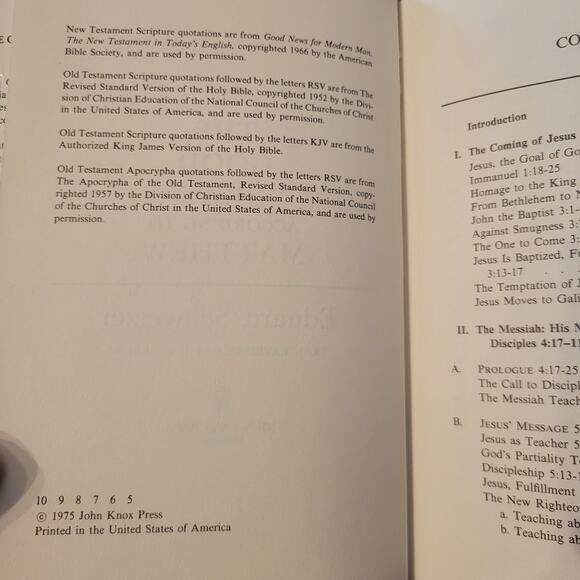 New Testament Scripture quotations are from Good News for Modern Man,
The New Testament in Today's English, copyrighted 1966 by the American
Bible Society, and are used by permission.
Old Testament Scripture quotations followed by the letters RSV are from The
Revised Standard Version of the Holy Bible, copyrighted 1952 by the Divi-
sion of Christian Education of the National Council of the Churches of Christ
in the United States of America, and are used by permission.
Old Testament Scripture quotations followed by the letters KJV are from the
Authorized King James Version of the Holy Bible.
Old Testament Apocrypha quotations followed by the letters RSV are from
The Apocrypha of the Old Testament, Revised Standard Version, copy-
righted 1957 by the Division of Christian Education of the National Council
of the Churches of Christ in the United States of America, and are used by
permission.
10 9 8 7 6 5
© 1975 John Knox Press
Printed in the United States of America
CO
Introduction
I. The Coming of Jesus
Jesus, the Goal of Go
Immanuel 1:18-25
Homage to the King
From Bethlehem to N
John the Baptist 3:1-
Against Smugness 3:
The One to Come 3:
Jesus Is Baptized, Fu
3:13-17 . .
The Temptation of J
Jesus Moves to Gali
II. The Messiah: His M
Disciples 4:17-11
A. PROLOGUE 4:17-25
The Call to Discipl
The Messiah Teach
B. JESUS' MESSAGE 5
Jesus as Teacher 5
God's Partiality T
Discipleship 5:13-1
Jesus, Fulfillment
The New Righteo
a. Teaching ab
b. Teaching ab